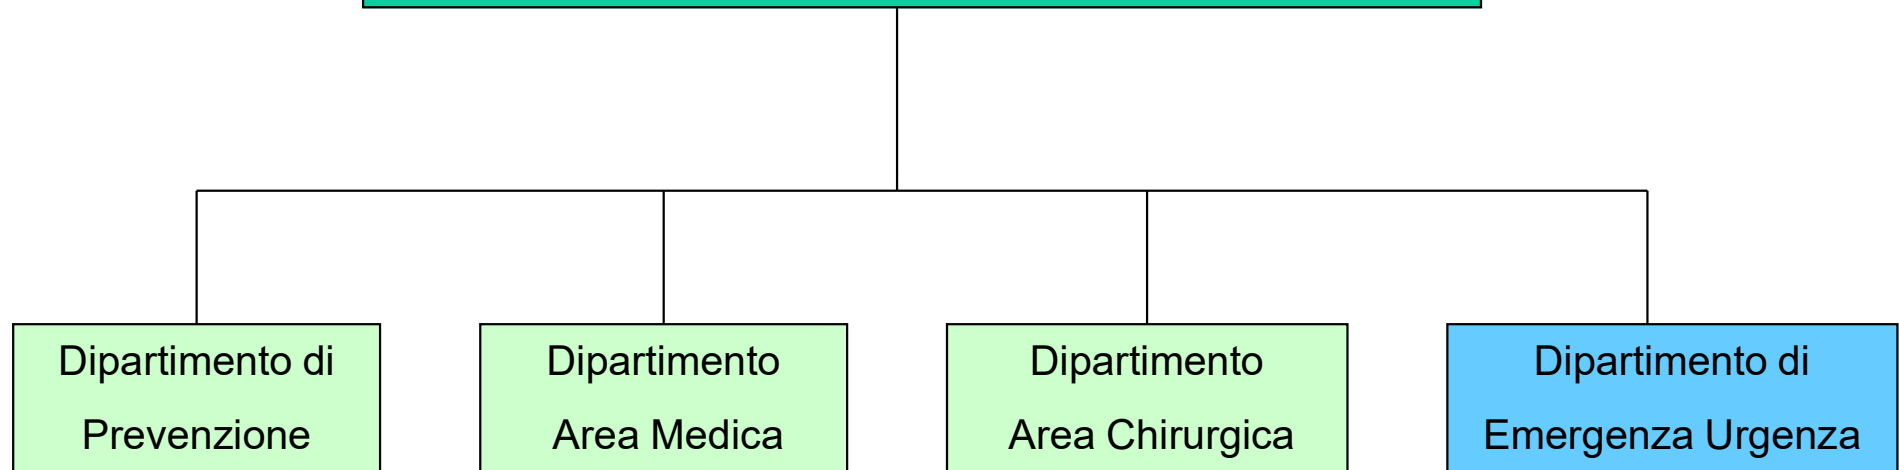 Dipartimento di
Prevenzione
Dipartimento
Area Medica
Dipartimento
Area Chirurgica
Dipartimento di
Emergenza Urgenza